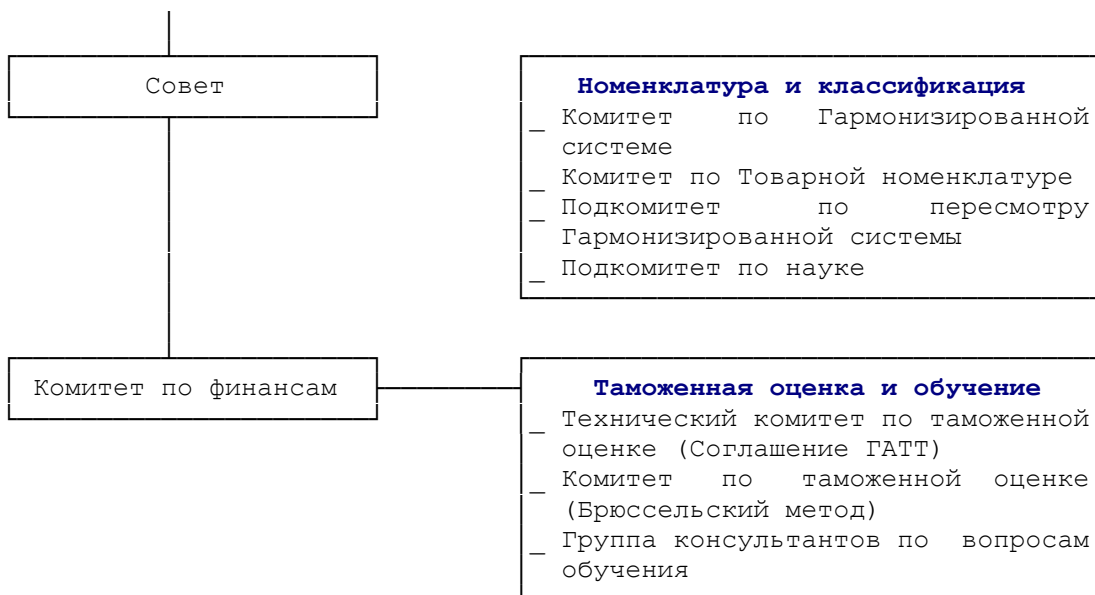 Совет
Номенклатура и классификация
_ Комитет по Гармонизированной
системе
_ Комитет по Товарной номенклатуре
_ Подкомитет по пересмотру
Гармонизированной системы
_ Подкомитет по науке
Комитет по финансам
Таможенная оценка и обучение
_ Технический комитет по таможенной
оценке (Соглашение ГАТТ)
_ Комитет по таможенной оценке
(Брюссельский метод)
_ Группа консультантов по вопросам
обучения